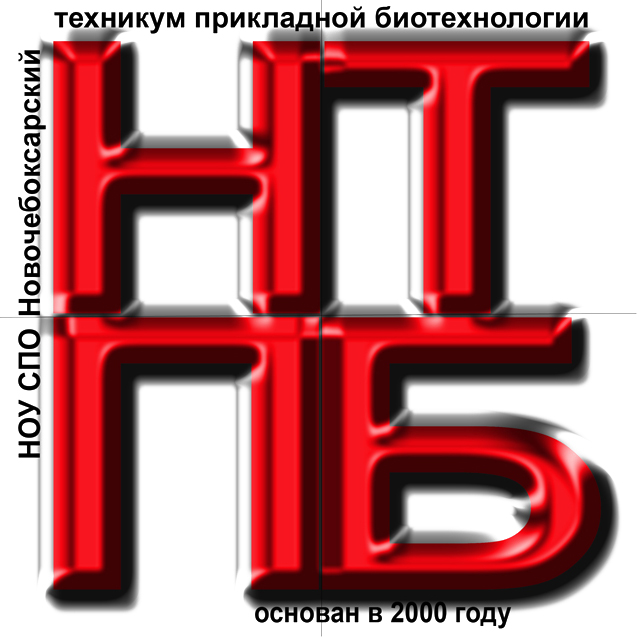 НОУ СПО Новочебоксарский
техникум прикладной биотехнологии
НТ
ПБ
основан в 2000 году